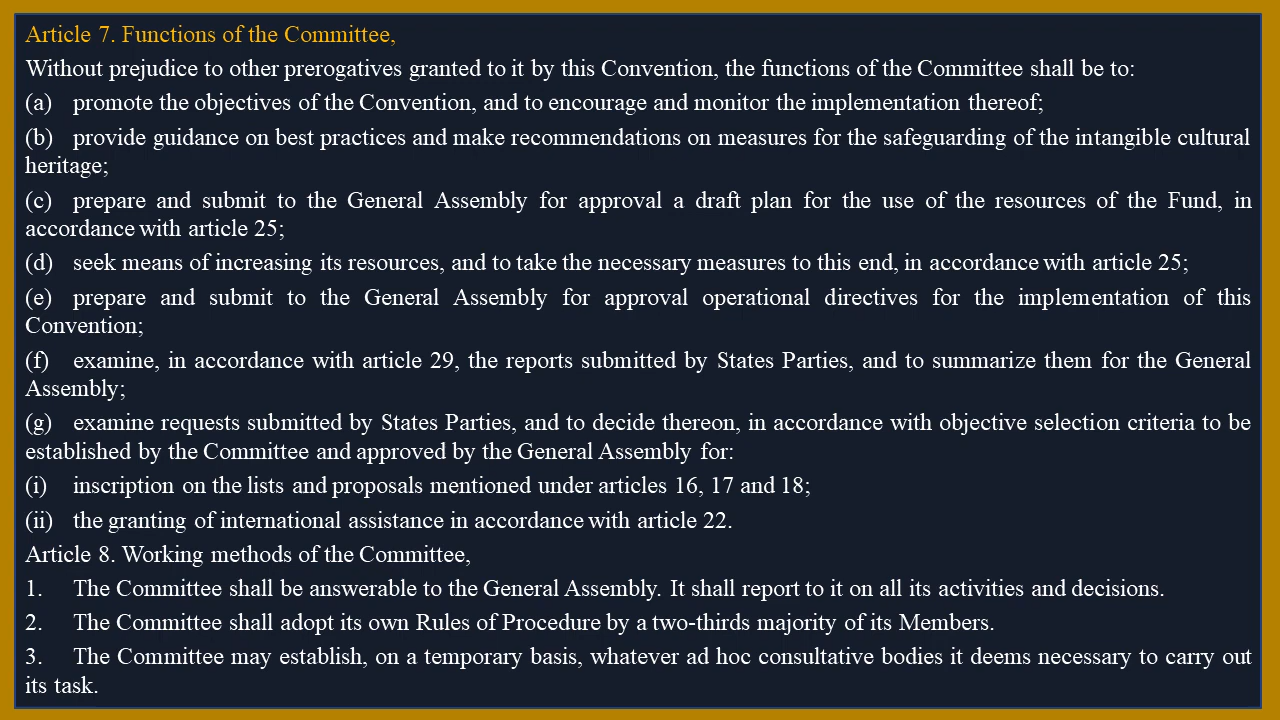 Article 7. Functions of the Committee,
Without prejudice to other prerogatives granted to it by this Convention, the functions of the Committee shall be to:
(a) promote the objectives of the Convention, and to encourage and monitor the implementation thereof;
(b) provide guidance on best practices and make recommendations on measures for the safeguarding of the intangible cultural
heritage;
(c) prepare and submit to the General Assembly for approval a draft plan for the use of the resources of the Fund, in
accordance with article 25;
(d) seek means of increasing its resources, and to take the necessary measures to this end, in accordance with article 25;
(e) prepare and submit to the General Assembly for approval operational directives for the implementation of this
Convention;
(f) examine, in accordance with article 29, the reports submitted by States Parties, and to summarize them for the General
Assembly;
(g) examine requests submitted by States Parties, and to decide thereon, in accordance with objective selection criteria to be
established by the Committee and approved by the General Assembly for:
(i) inscription on the lists and proposals mentioned under articles 16, 17 and 18;
(ii) the granting of international assistance in accordance with article 22.
Article 8. Working methods of the Committee,
1. The Committee shall be answerable to the General Assembly. It shall report to it on all its activities and decisions.
2. The Committee shall adopt its own Rules of Procedure by a two-thirds majority of its Members.
3. The Committee may establish, on a temporary basis, whatever ad hoc consultative bodies it deems necessary to carry out
its task.